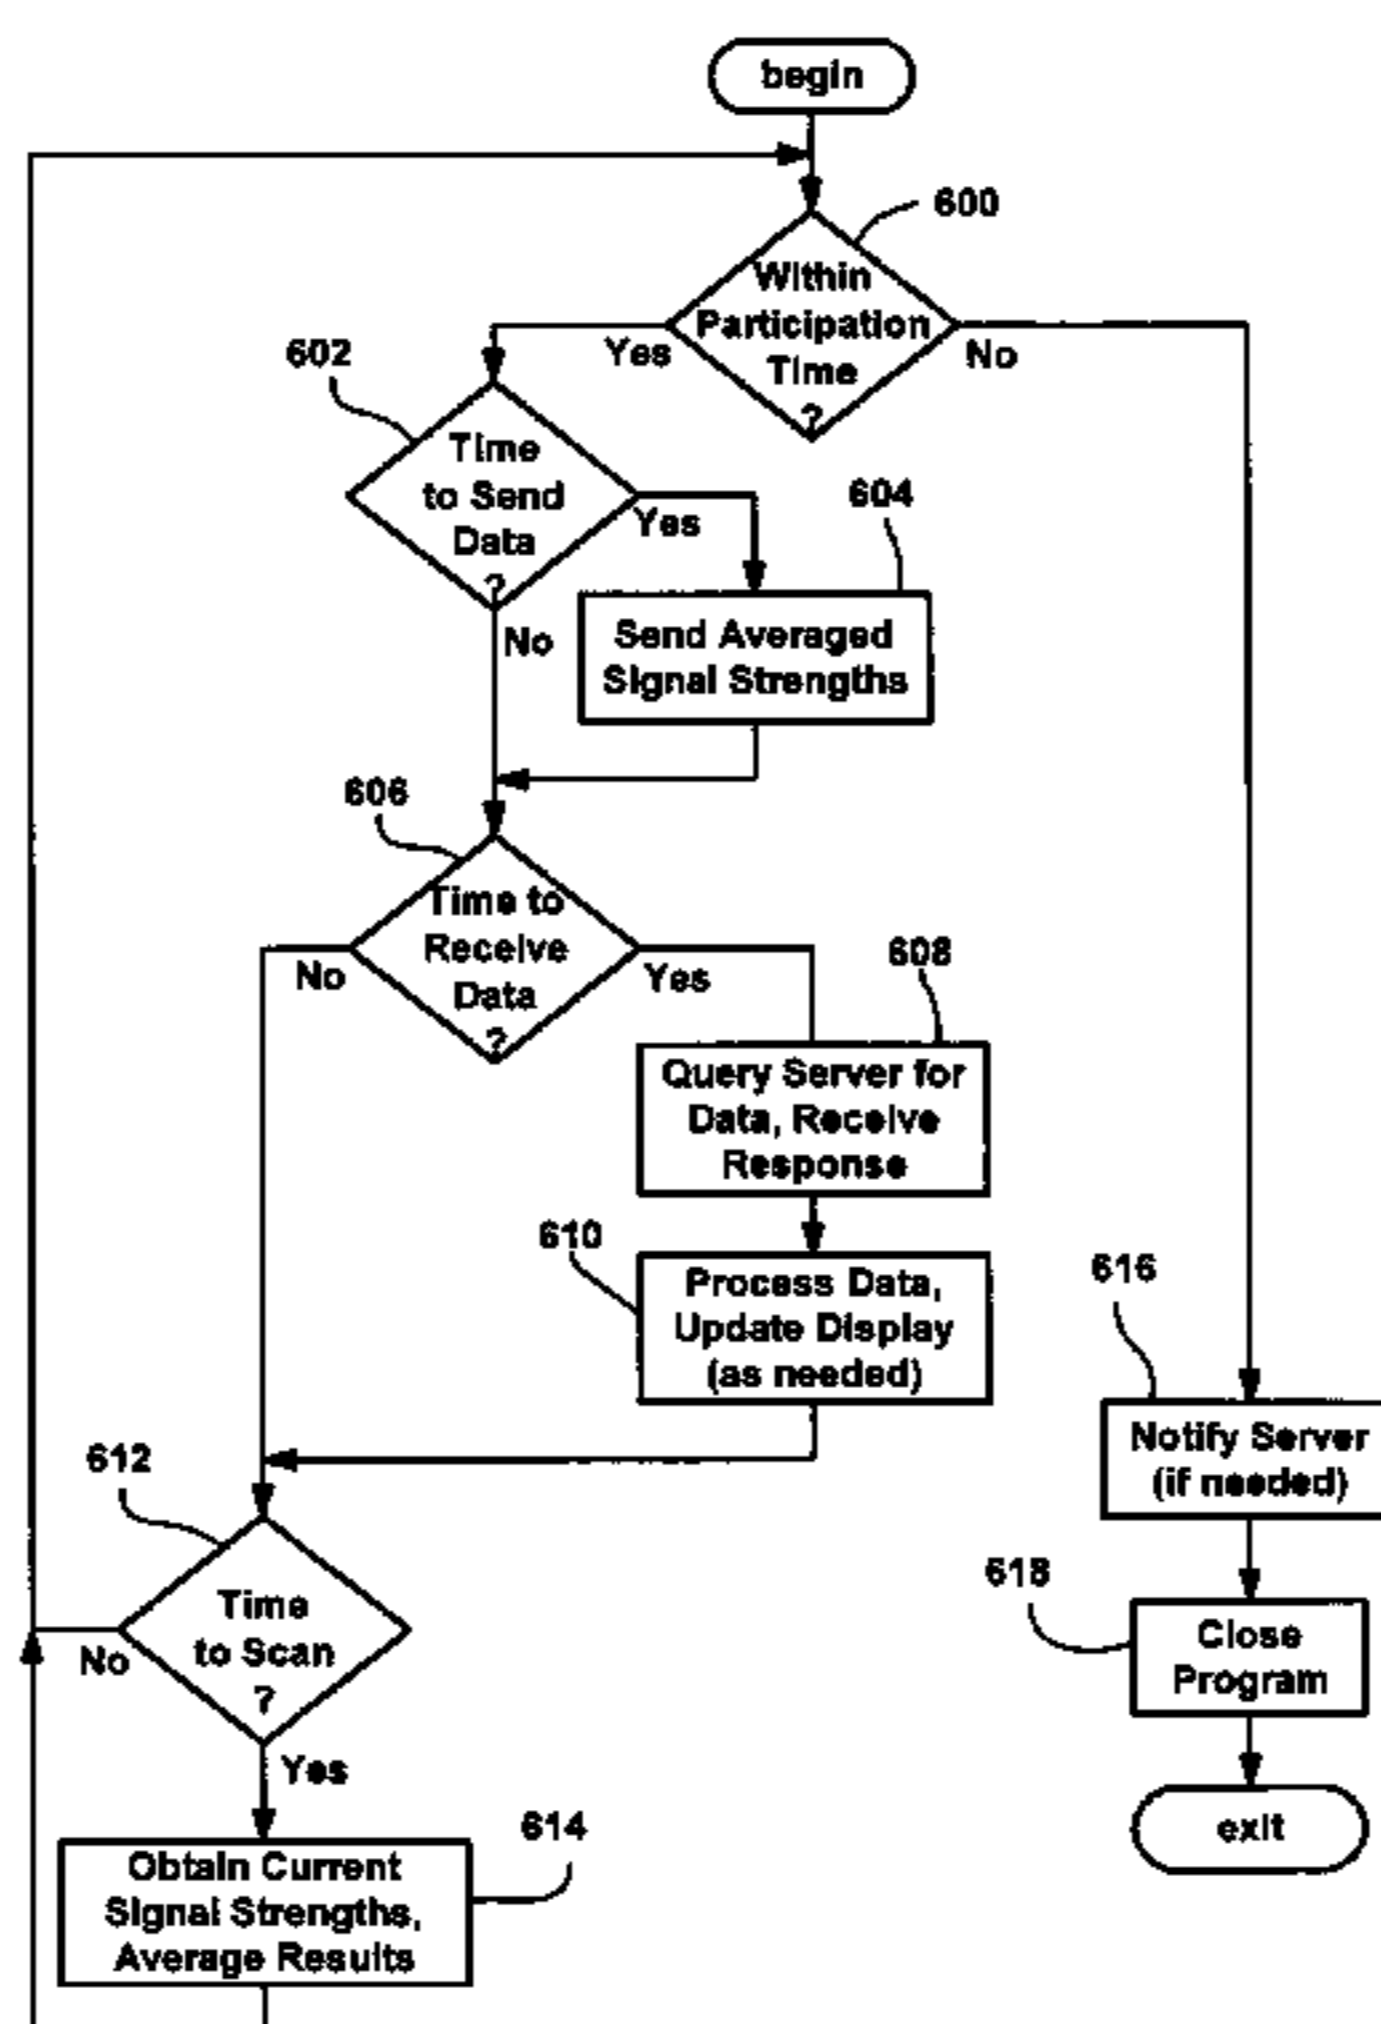 begin
600
Within
Participation
Time
?
Yes
No
602
Time
to Send
Data
?
Yes
No
604
Send Averaged
Signal Strengths
606
Time to
Receive
Data
?
No
Yes
608
Query Server for
Data, Receive
Response
610
Process Data,
Update Display
(as needed)
612
Time
to Scan
?
No
Yes
614
Obtain Current
Signal Strengths,
Average Results
616
Notify Server
(if needed)
618
Close
Program
exit